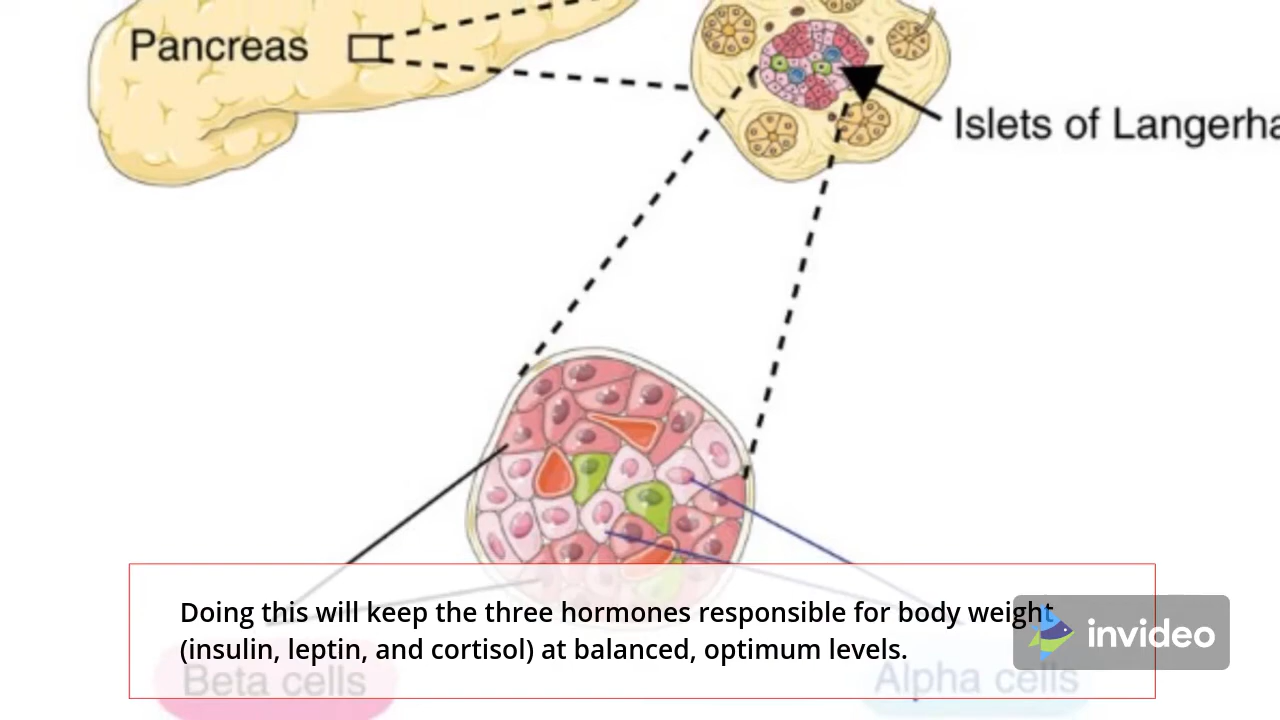 Pancreas
Islets of Langerha
Doing this will keep the three hormones responsible for body weight
(insulin, leptin, and cortisol) at balanced, optimum levels.
invideo
Beta cells
Alpha cells